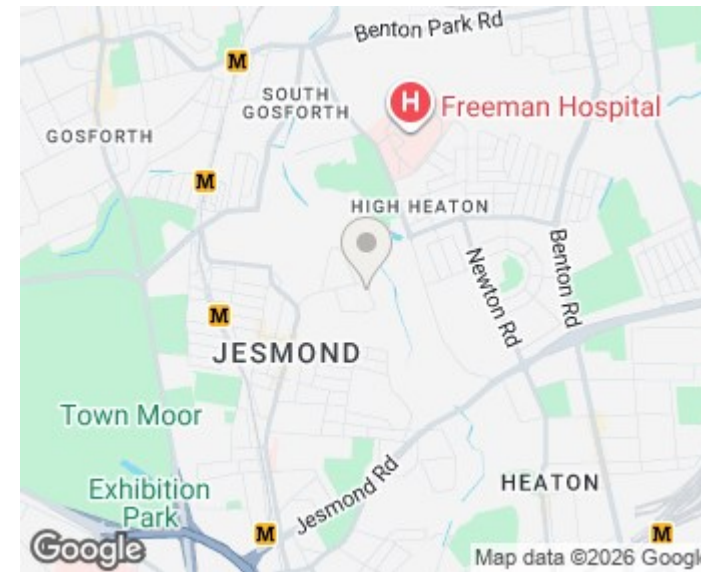 Benton Park Rd
M
SOUTH
GOSFORTH
H
Freeman Hospital
GOSFORTH
M
HIGH HEATON
Newton Rd
Benton Rd
M
JESMOND
Town Moor
Jesmond Rd
HEATON
Exhibition
Park
M
M
Google
Map data ©2026 Google